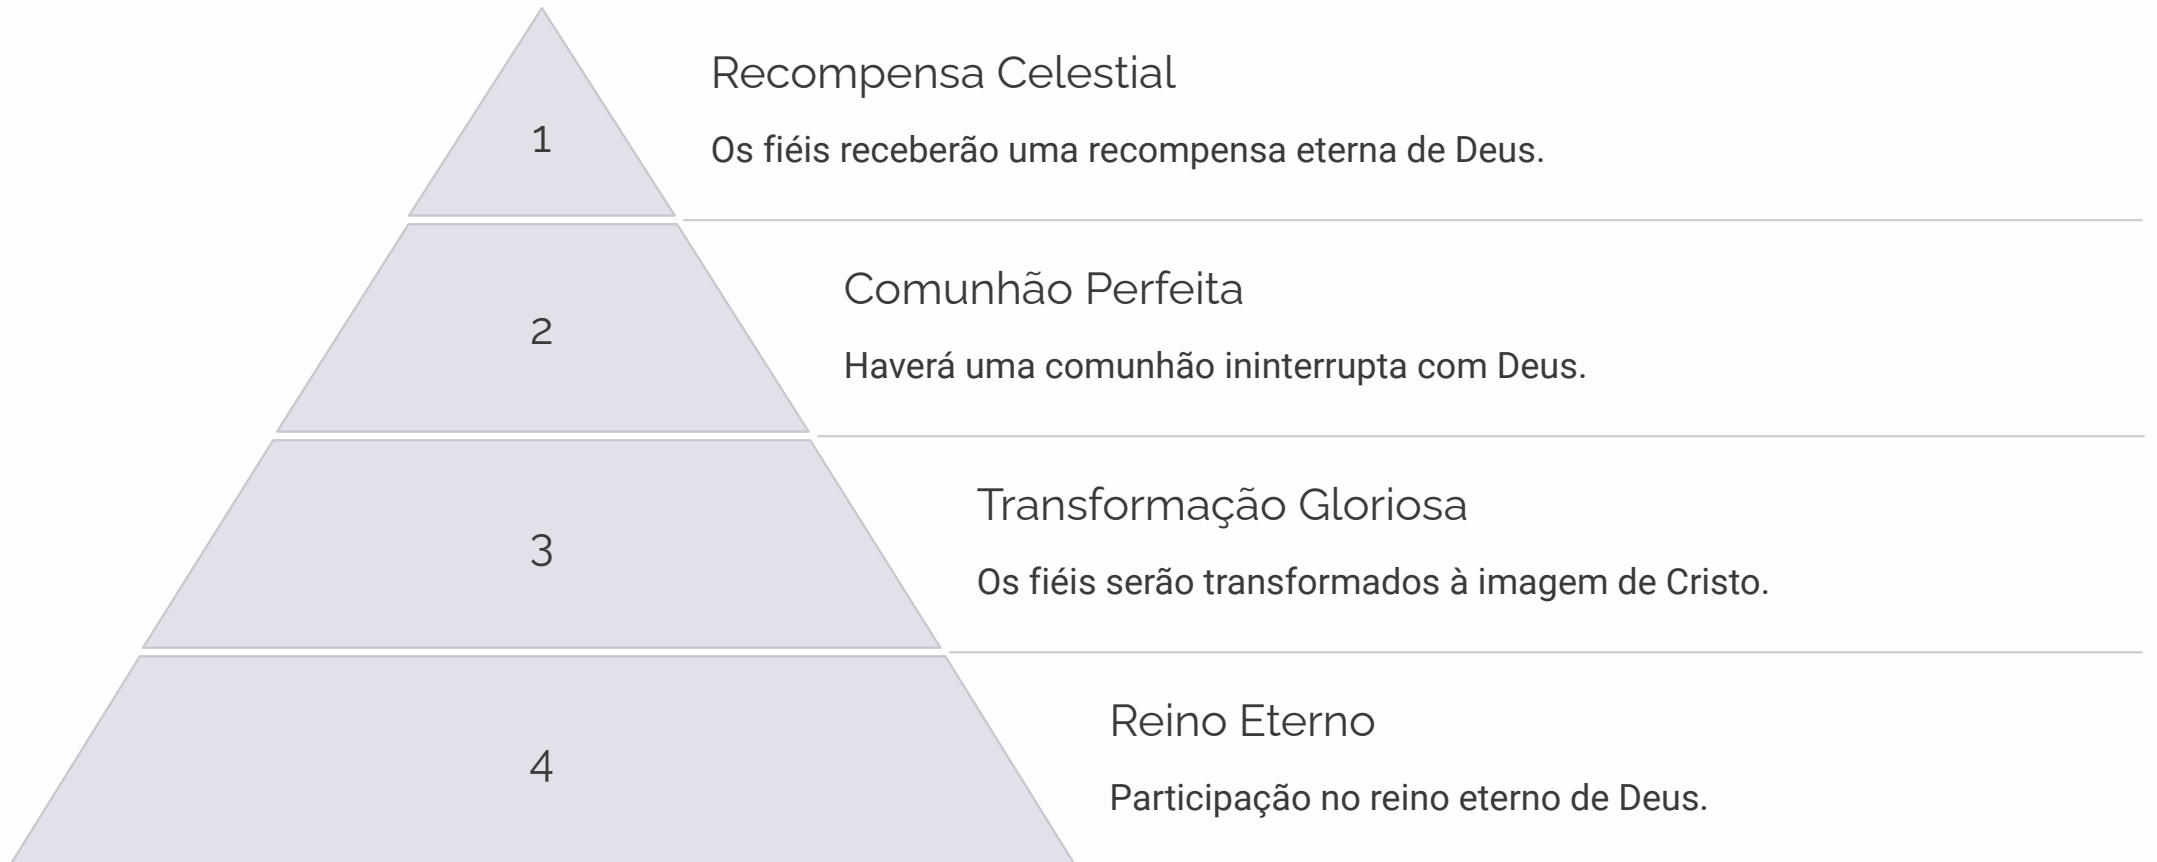 1
Recompensa Celestial
Os fiéis receberão uma recompensa eterna de Deus.
2
Comunhão Perfeita
Haverá uma comunhão ininterrupta com Deus.
3
Transformação Gloriosa
Os fiéis serão transformados à imagem de Cristo.
4
Reino Eterno
Participação no reino eterno de Deus.